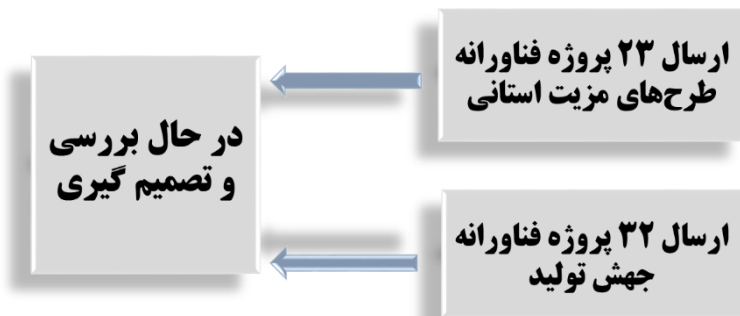 ارسال ۲۳ پروژه فناورانه
طرح‌های مزیت استانی
در حال بررسی
و تصمیم گیری
ارسال ۳۲ پروژه فناورانه
جهش تولید